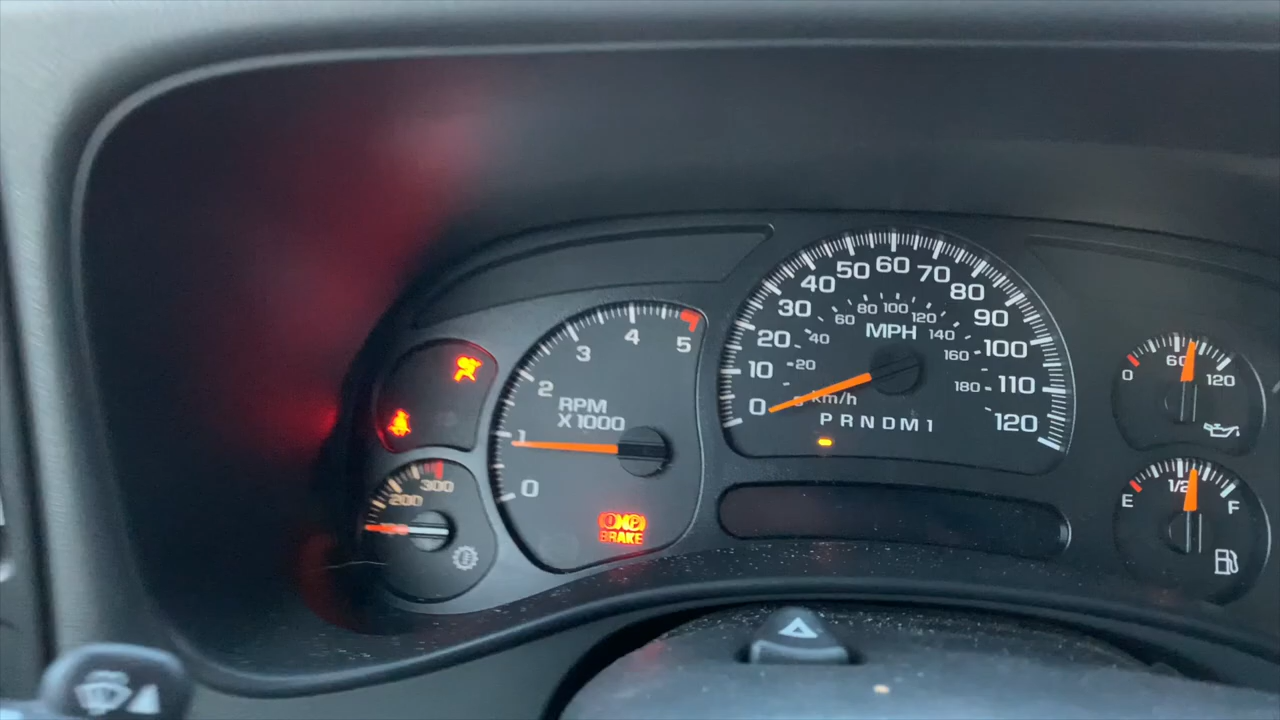 0 1 2 3 4 5
RPM
X1000
BRAKE
200 300
0 10 20 30 40 50 60 70 80 90 100 110 120
20 40 60 80 100 120 140 160 180
MPH
km/h
P R N D M 1
0 60 120
E 1/2 F